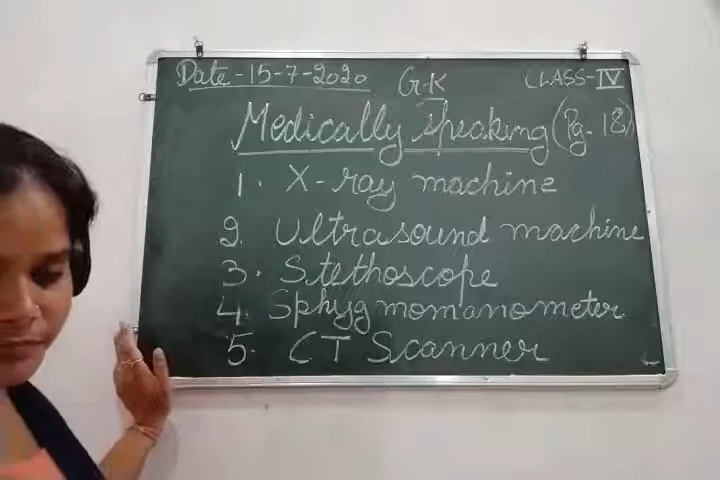 Date-15-7-2020 G.K CLASS-IV
Medically Speaking (Pg. 18)
1. X-ray machine
2. Ultrasound machine
3. Stethoscope
4. Sphygmomanometer
5. CT Scanner